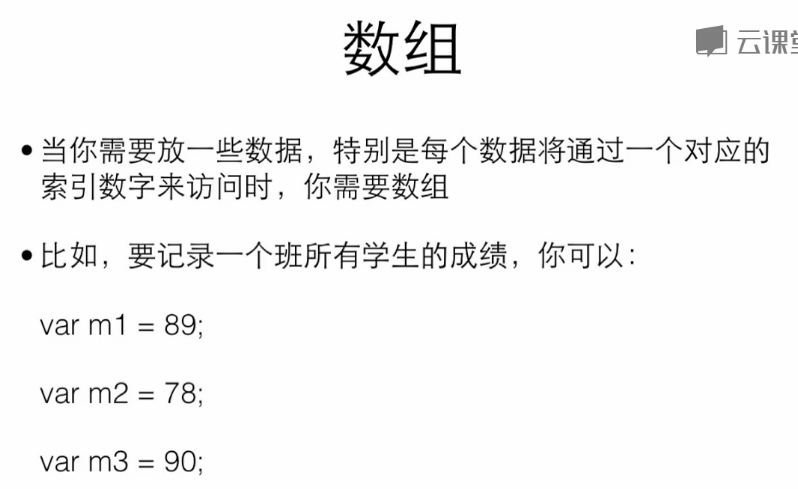 数组
云课堂
•当你需要放一些数据，特别是每个数据将通过一个对应的
索引数字来访问时，你需要数组
•比如，要记录一个班所有学生的成绩，你可以：
var m1 = 89;
var m2 = 78;
var m3 = 90;